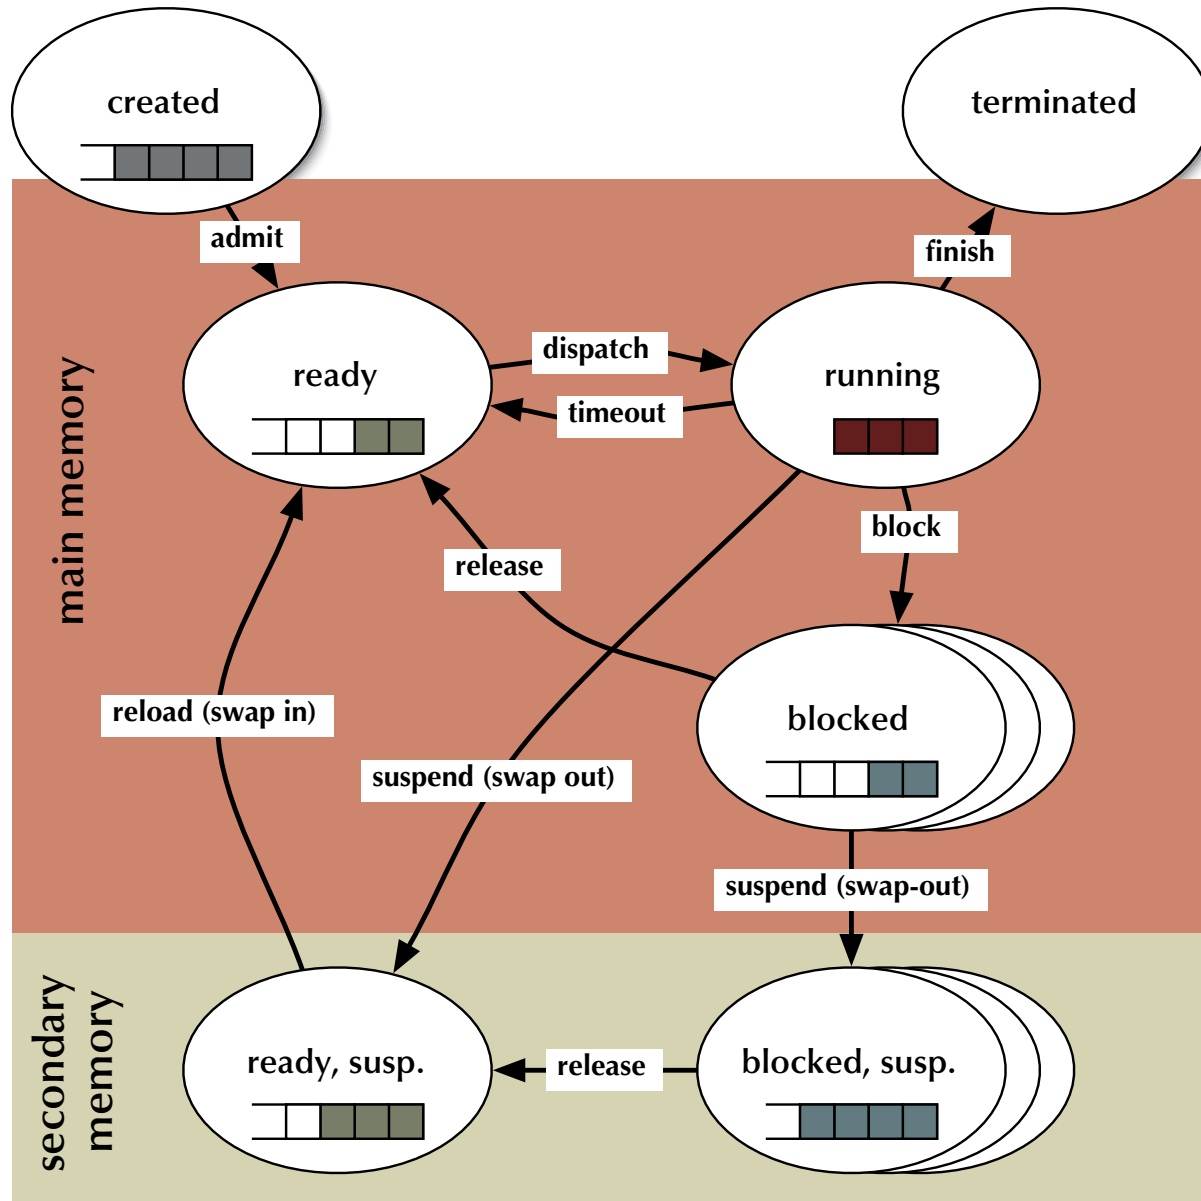 created
terminated
admit
finish
main memory
ready
dispatch
running
timeout
block
release
reload (swap in)
blocked
suspend (swap out)
suspend (swap-out)
secondary
memory
ready, susp.
release
blocked, susp.